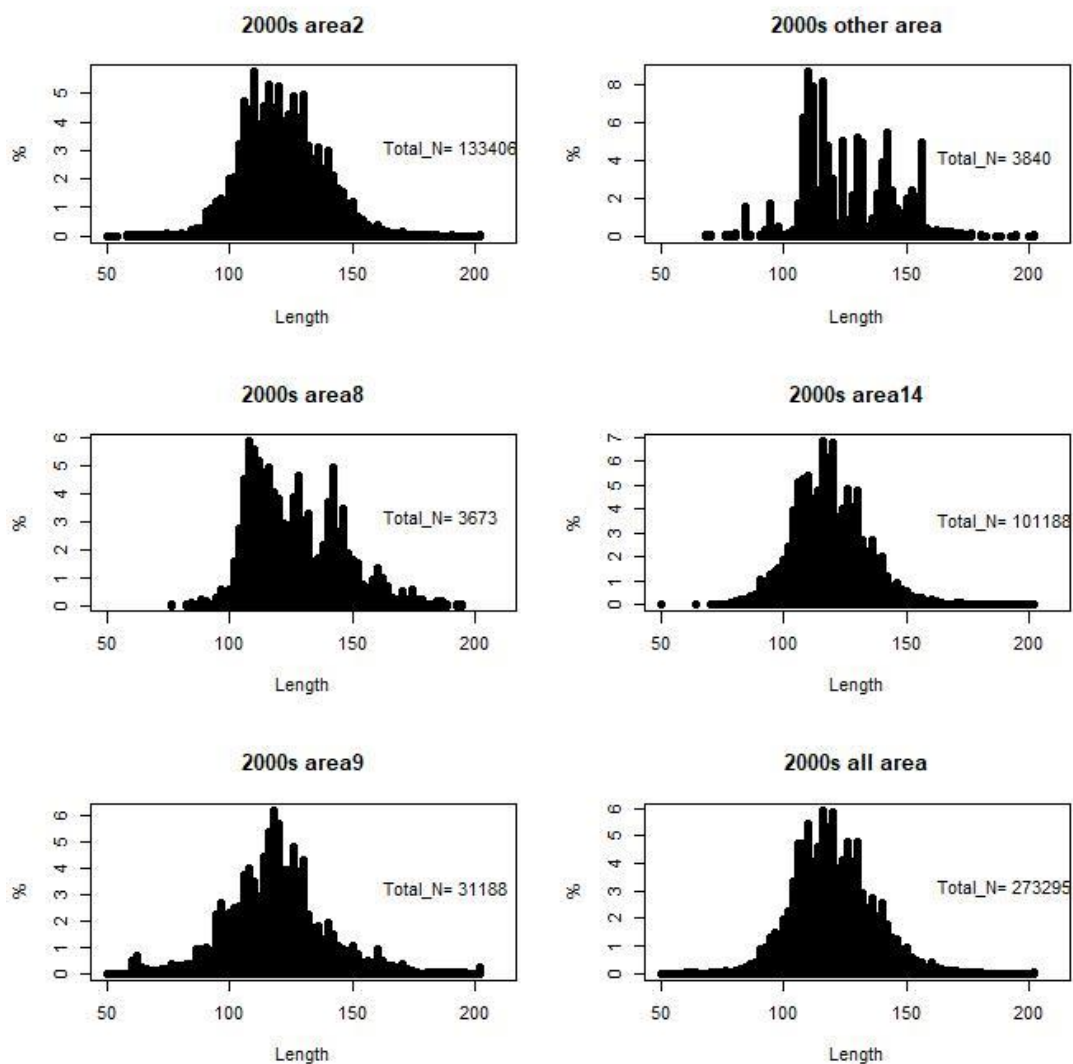 2000s area2
%
0 1 2 3 4 5
Total_N= 133406
50 100 150 200
Length
2000s other area
%
0 2 4 6 8
Total_N= 3840
50 100 150 200
Length
2000s area8
%
0 1 2 3 4 5 6
Total_N= 3673
50 100 150 200
Length
2000s area14
%
0 1 2 3 4 5 6 7
Total_N= 101188
50 100 150 200
Length
2000s area9
%
0 1 2 3 4 5 6
Total_N= 31188
50 100 150 200
Length
2000s all area
%
0 1 2 3 4 5 6
Total_N= 273295
50 100 150 200
Length